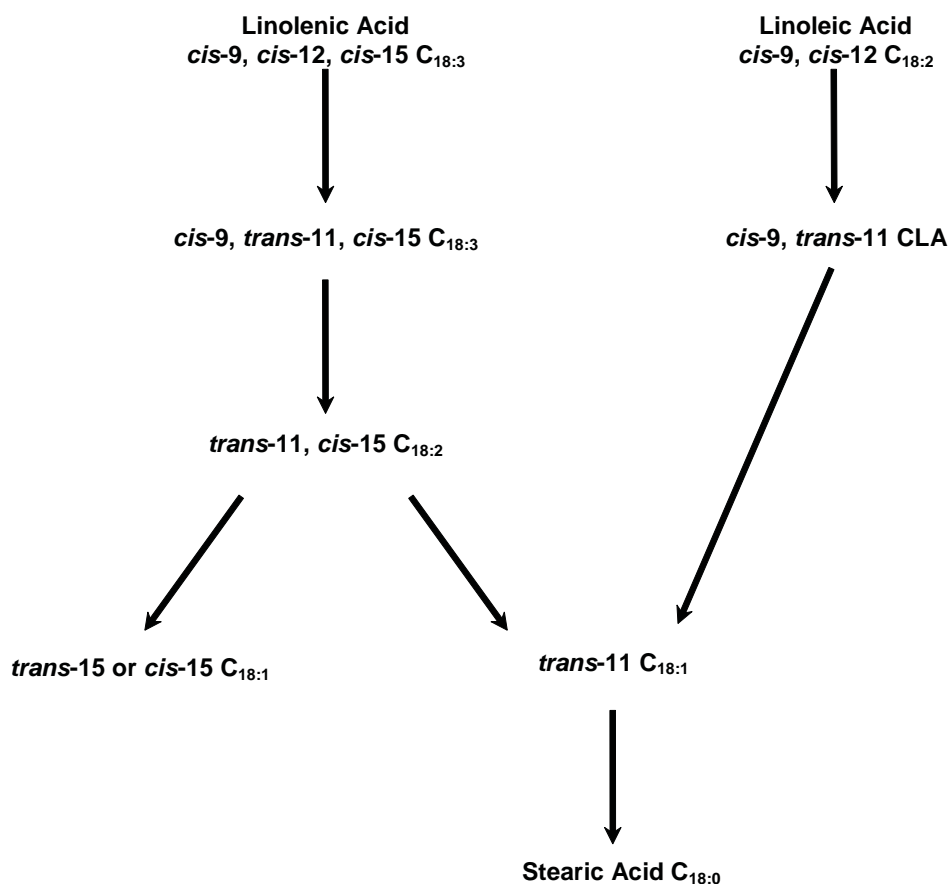 Linolenic Acid
cis-9, cis-12, cis-15 C18:3
Linoleic Acid
cis-9, cis-12 C18:2
cis-9, trans-11, cis-15 C18:3
cis-9, trans-11 CLA
trans-11, cis-15 C18:2
trans-15 or cis-15 C18:1
trans-11 C18:1
Stearic Acid C18:0